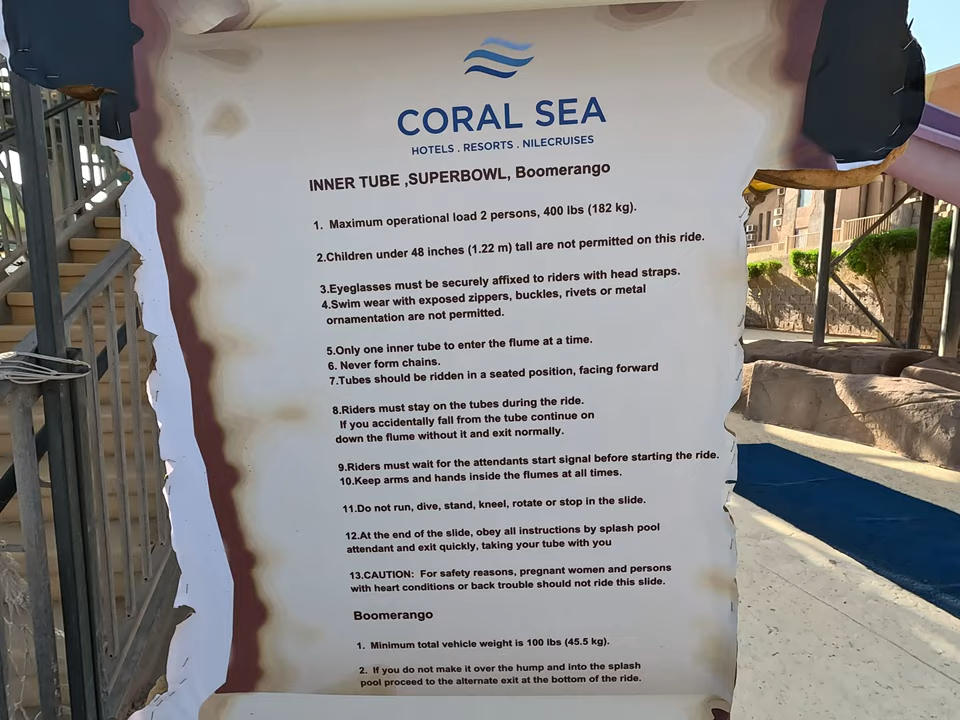 CORAL SEA
HOTELS . RESORTS . NILECRUISES
INNER TUBE ,SUPERBOWL, Boomerango
1. Maximum operational load 2 persons, 400 lbs (182 kg).
2.Children under 48 inches (1.22 m) tall are not permitted on this ride.
3.Eyeglasses must be securely affixed to riders with head straps.
4.Swim wear with exposed zippers, buckles, rivets or metal
ornamentation are not permitted.
5.Only one inner tube to enter the flume at a time.
6. Never form chains.
7.Tubes should be ridden in a seated position, facing forward
8.Riders must stay on the tubes during the ride.
If you accidentally fall from the tube continue on
down the flume without it and exit normally.
9.Riders must wait for the attendants start signal before starting the ride.
10.Keep arms and hands inside the flumes at all times.
11.Do not run, dive, stand, kneel, rotate or stop in the slide.
12.At the end of the slide, obey all instructions by splash pool
attendant and exit quickly, taking your tube with you
13.CAUTION: For safety reasons, pregnant women and persons
with heart conditions or back trouble should not ride this slide.
Boomerango
1. Minimum total vehicle weight is 100 lbs (45.5 kg).
2. If you do not make it over the hump and into the splash
pool proceed to the alternate exit at the bottom of the ride.